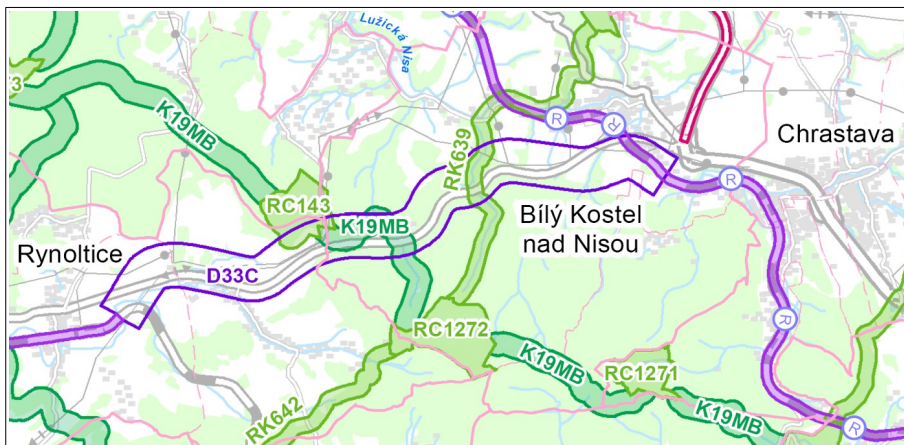 Lužická
Nisa
K19MB
RK639
R
R
Chrastava
RC143
R
K19MB
Bílý Kostel
nad Nisou
Rynoltice
D33C
RC1272
R
K19MB
RC1271
RK642
K19MB
R